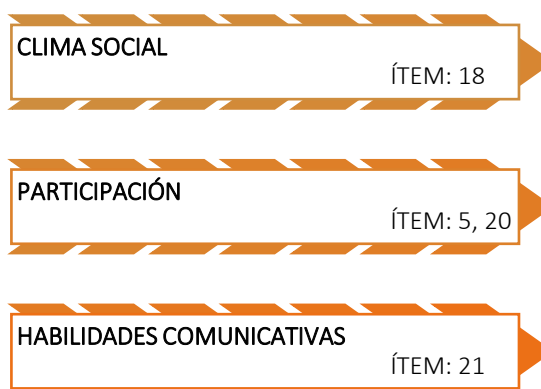 CLIMA SOCIAL
ÍTEM: 18
PARTICIPACIÓN
ÍTEM: 5, 20
HABILIDADES COMUNICATIVAS
ÍTEM: 21